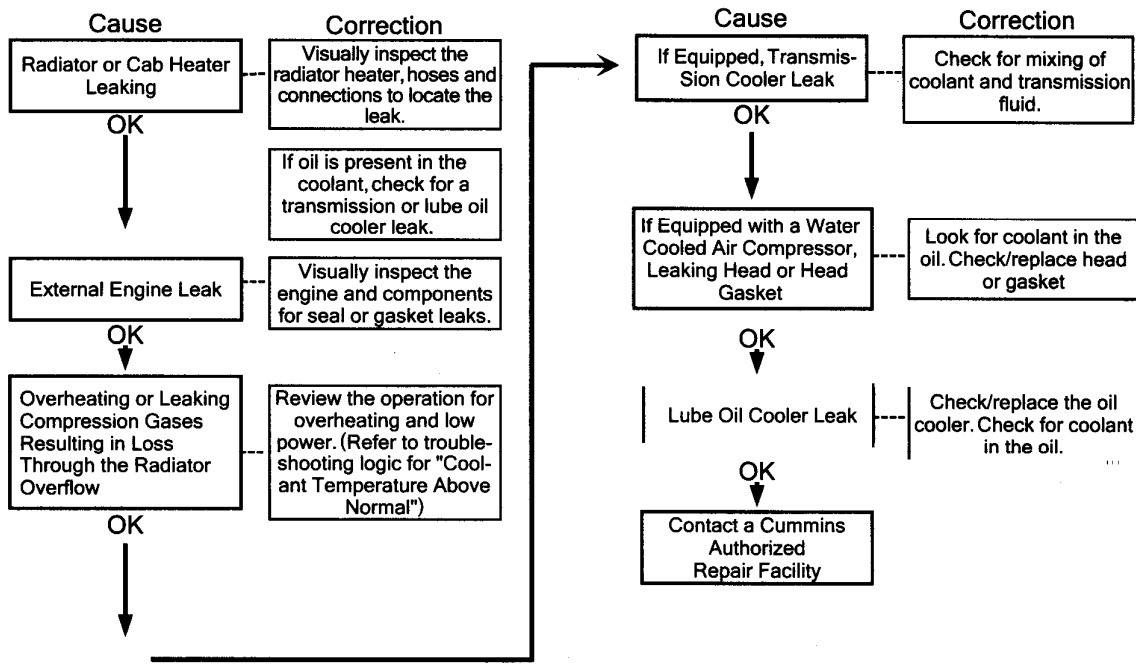 Cause
Correction
Radiator or Cab Heater
Leaking
Visually inspect the
radiator heater, hoses and
connections to locate the
leak.
OK
If oil is present in the
coolant, check for a
transmission or lube oil
cooler leak.
External Engine Leak
Visually inspect the
engine and components
for seal or gasket leaks.
OK
Overheating or Leaking
Compression Gases
Resulting in Loss
Through the Radiator
Overflow
Review the operation for
overheating and low
power. (Refer to trouble-
shooting logic for "Cool-
ant Temperature Above
Normal")
OK
Cause
Correction
If Equipped, Transmis-
Sion Cooler Leak
Check for mixing of
coolant and transmission
fluid.
OK
If Equipped with a Water
Cooled Air Compressor,
Leaking Head or Head
Gasket
Look for coolant in the
oil. Check/replace head
or gasket
OK
Lube Oil Cooler Leak
Check/replace the oil
cooler. Check for coolant
in the oil.
OK
Contact a Cummins
Authorized
Repair Facility